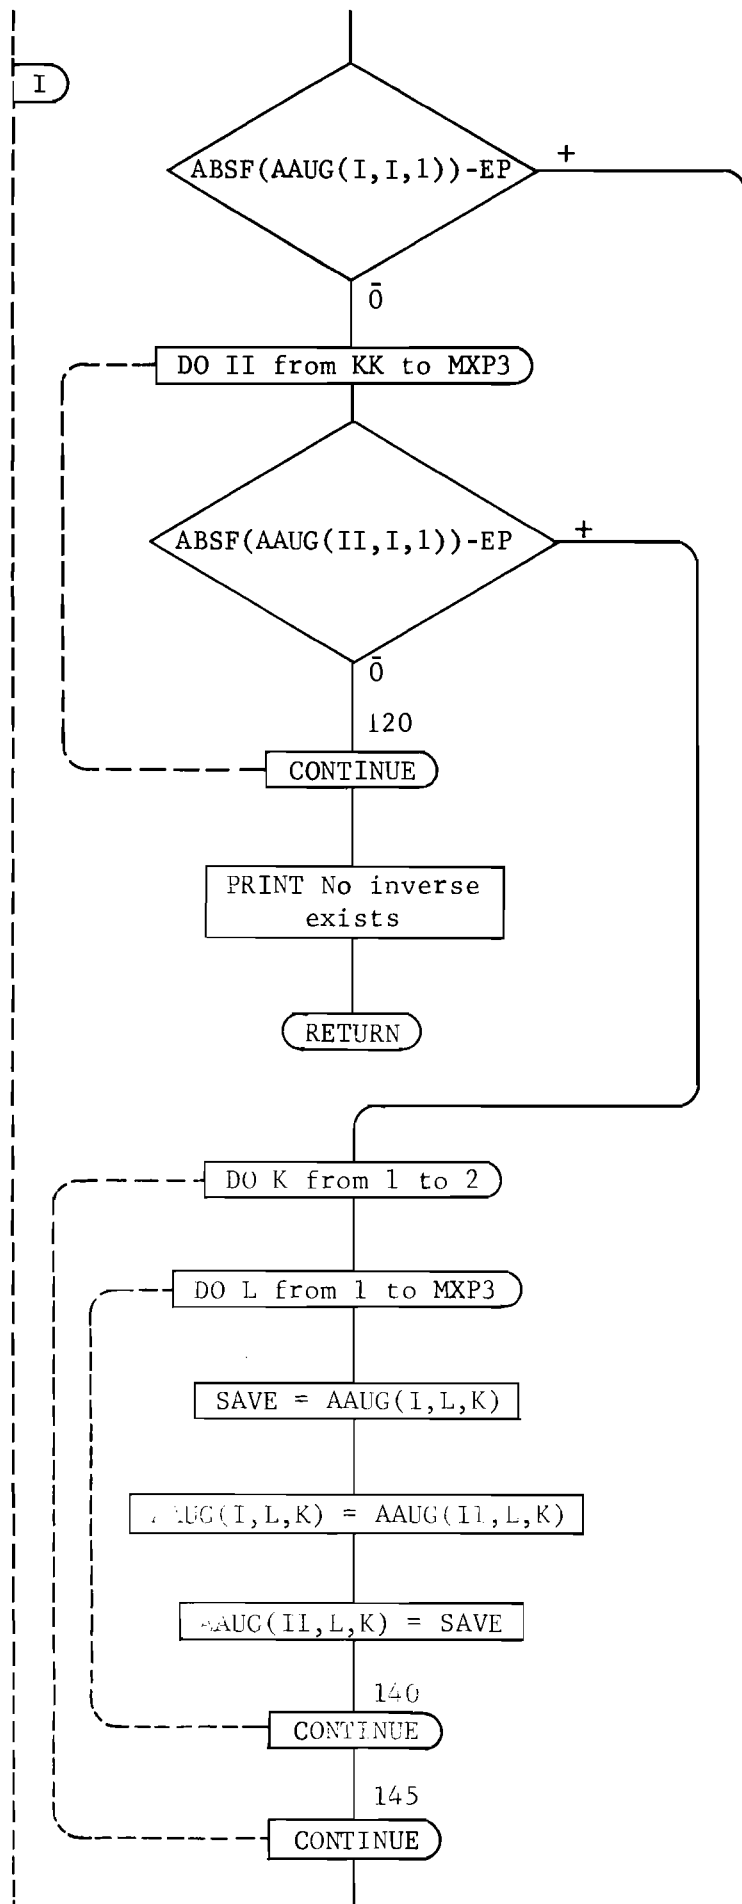 I
ABSF(AAUG(I,I,1))-EP
+
-
0
DO II from KK to MXP3
ABSF(AAUG(II,I,1))-EP
+
-
0
120
CONTINUE
PRINT No inverse
exists
RETURN
DO K from 1 to 2
DO L from 1 to MXP3
SAVE = AAUG(I,L,K)
AAUG(I,L,K) = AAUG(II,L,K)
AAUG(II,L,K) = SAVE
140
CONTINUE
145
CONTINUE